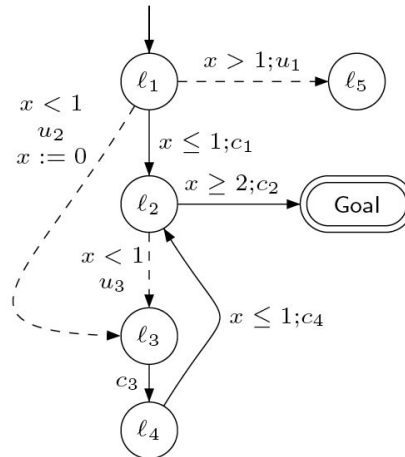 x > 1;u₁
ℓ₁
ℓ₅
x < 1
u₂
x := 0
x ≤ 1;c₁
x ≥ 2;c₂
ℓ₂
Goal
x < 1
u₃
x ≤ 1;c₄
ℓ₃
c₃
ℓ₄